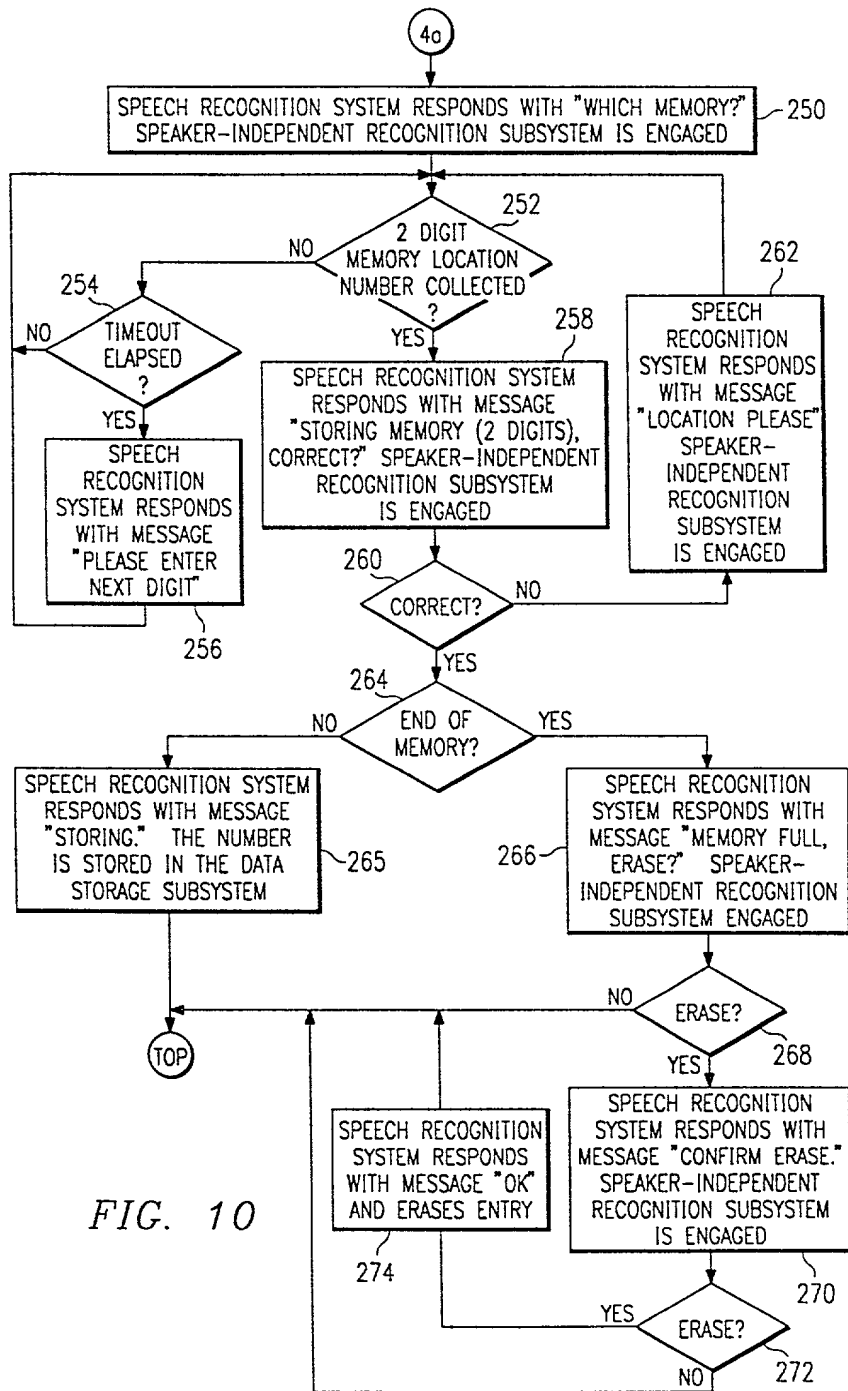 4a
SPEECH RECOGNITION SYSTEM RESPONDS WITH "WHICH MEMORY?"
SPEAKER-INDEPENDENT RECOGNITION SUBSYSTEM IS ENGAGED
250
252
2 DIGIT
MEMORY LOCATION
NUMBER COLLECTED
?
NO
YES
254
TIMEOUT
ELAPSED
?
NO
YES
SPEECH
RECOGNITION
SYSTEM RESPONDS
WITH MESSAGE
"PLEASE ENTER
NEXT DIGIT"
256
258
SPEECH RECOGNITION SYSTEM
RESPONDS WITH MESSAGE
"STORING MEMORY (2 DIGITS),
CORRECT?" SPEAKER-INDEPENDENT
RECOGNITION SUBSYSTEM
IS ENGAGED
262
SPEECH
RECOGNITION
SYSTEM RESPONDS
WITH MESSAGE
"LOCATION PLEASE"
SPEAKER-
INDEPENDENT
RECOGNITION
SUBSYSTEM
IS ENGAGED
260
CORRECT?
NO
YES
264
END OF
MEMORY?
NO
YES
SPEECH RECOGNITION SYSTEM
RESPONDS WITH MESSAGE
"STORING." THE NUMBER
IS STORED IN THE DATA
STORAGE SUBSYSTEM
265
SPEECH RECOGNITION
SYSTEM RESPONDS WITH
MESSAGE "MEMORY FULL,
ERASE?" SPEAKER-
INDEPENDENT RECOGNITION
SUBSYSTEM ENGAGED
266
NO
ERASE?
268
YES
TOP
SPEECH RECOGNITION
SYSTEM RESPONDS
WITH MESSAGE "OK"
AND ERASES ENTRY
274
SPEECH RECOGNITION
SYSTEM RESPONDS WITH
MESSAGE "CONFIRM ERASE."
SPEAKER-INDEPENDENT
RECOGNITION SUBSYSTEM
IS ENGAGED
270
YES
ERASE?
272
NO
FIG. 10